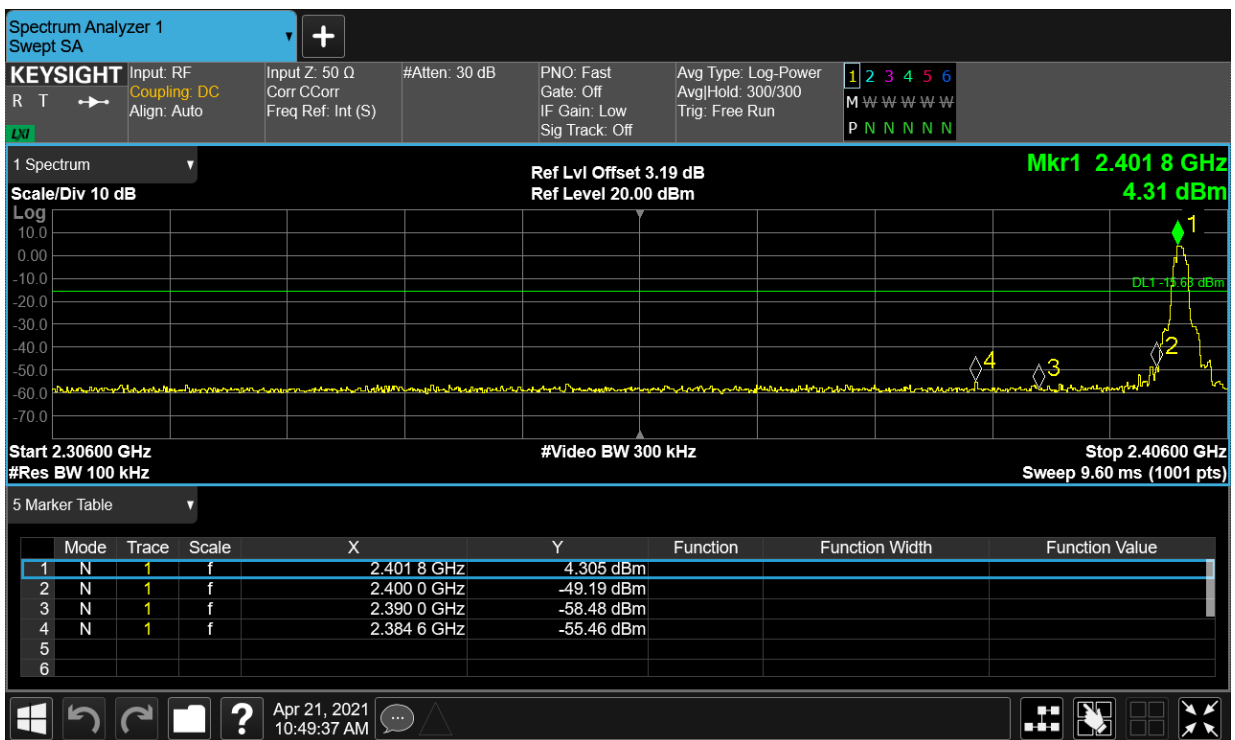 Spectrum Analyzer 1
Swept SA
KEYSIGHT
R T
LXI
Input: RF
Coupling: DC
Align: Auto
Input Z: 50 Ω
Corr CCorr
Freq Ref: Int (S)
#Atten: 30 dB
PNO: Fast
Gate: Off
IF Gain: Low
Sig Track: Off
Avg Type: Log-Power
Avg|Hold: 300/300
Trig: Free Run
1 2 3 4 5 6
M W W W W W
P N N N N N
1 Spectrum
Scale/Div 10 dB
Ref Lvl Offset 3.19 dB
Ref Level 20.00 dBm
Mkr1 2.401 8 GHz
4.31 dBm
Log
10.0
0.00
-10.0
-20.0
-30.0
-40.0
-50.0
-60.0
-70.0
1
DL1 -15.63 dBm
2
4
3
Start 2.30600 GHz
#Res BW 100 kHz
#Video BW 300 kHz
Stop 2.40600 GHz
Sweep 9.60 ms (1001 pts)
5 Marker Table
Mode Trace Scale X Y Function Function Width Function Value
1 N 1 f 2.401 8 GHz 4.305 dBm
2 N 1 f 2.400 0 GHz -49.19 dBm
3 N 1 f 2.390 0 GHz -58.48 dBm
4 N 1 f 2.384 6 GHz -55.46 dBm
5
6
?
Apr 21, 2021
10:49:37 AM